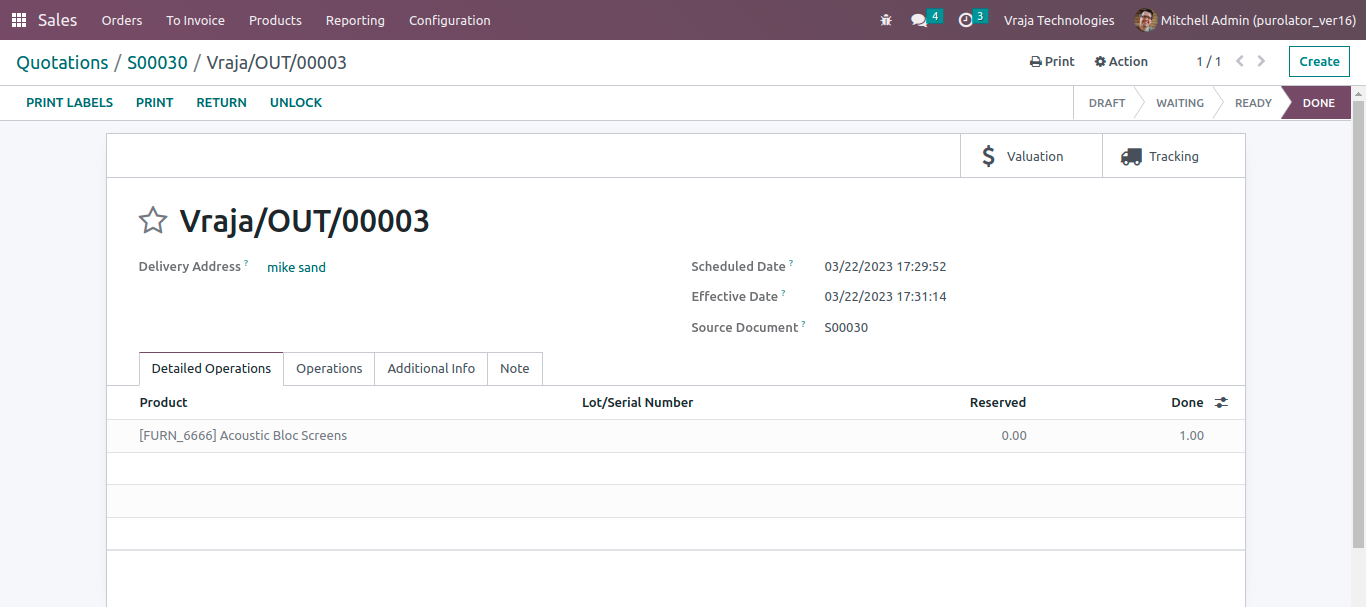 Sales Orders To Invoice Products Reporting Configuration 4 3 Vraja Technologies Mitchell Admin (purolator_ver16)
Quotations / S00030 / Vraja/OUT/00003 Print Action 1 / 1 Create
PRINT LABELS PRINT RETURN UNLOCK DRAFT WAITING READY DONE
$ Valuation Tracking
Vraja/OUT/00003
Delivery Address ? mike sand Scheduled Date ? 03/22/2023 17:29:52
Effective Date ? 03/22/2023 17:31:14
Source Document ? S00030
Detailed Operations Operations Additional Info Note
Product Lot/Serial Number Reserved Done
[FURN_6666] Acoustic Bloc Screens 0.00 1.00